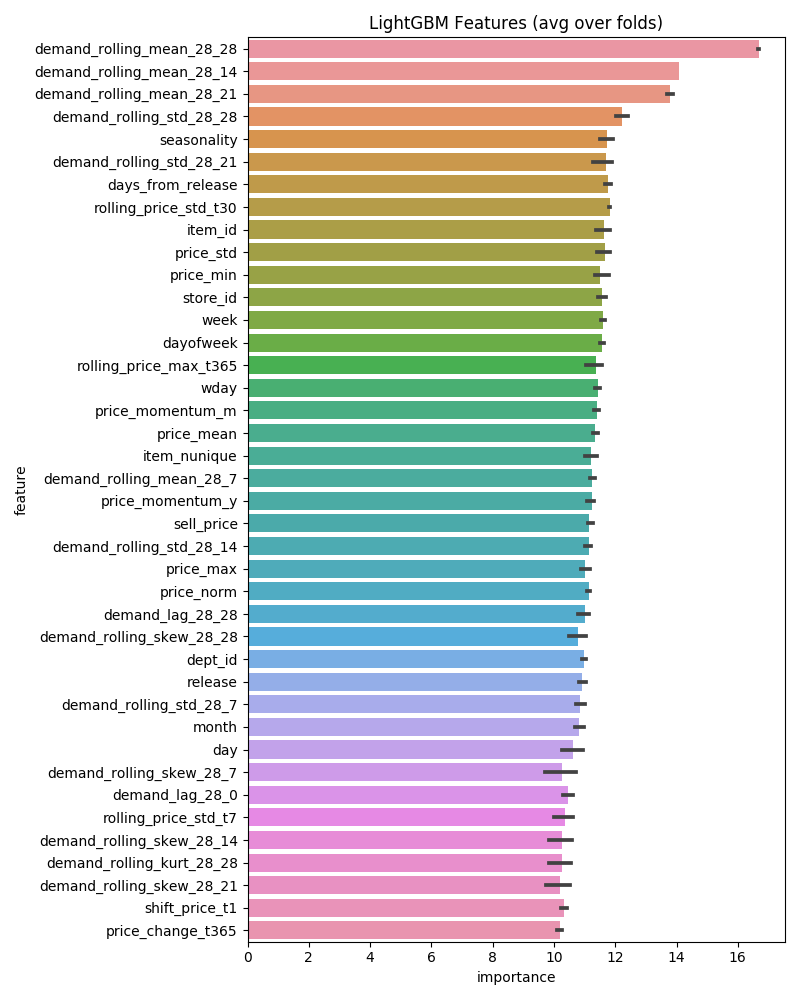 LightGBM Features (avg over folds)
demand_rolling_mean_28_28
demand_rolling_mean_28_14
demand_rolling_mean_28_21
demand_rolling_std_28_28
seasonality
demand_rolling_std_28_21
days_from_release
rolling_price_std_t30
item_id
price_std
price_min
store_id
week
dayofweek
rolling_price_max_t365
wday
price_momentum_m
price_mean
item_nunique
demand_rolling_mean_28_7
price_momentum_y
sell_price
demand_rolling_std_28_14
price_max
price_norm
demand_lag_28_28
demand_rolling_skew_28_28
dept_id
release
demand_rolling_std_28_7
month
day
demand_rolling_skew_28_7
demand_lag_28_0
rolling_price_std_t7
demand_rolling_skew_28_14
demand_rolling_kurt_28_28
demand_rolling_skew_28_21
shift_price_t1
price_change_t365
feature
0 2 4 6 8 10 12 14 16
importance